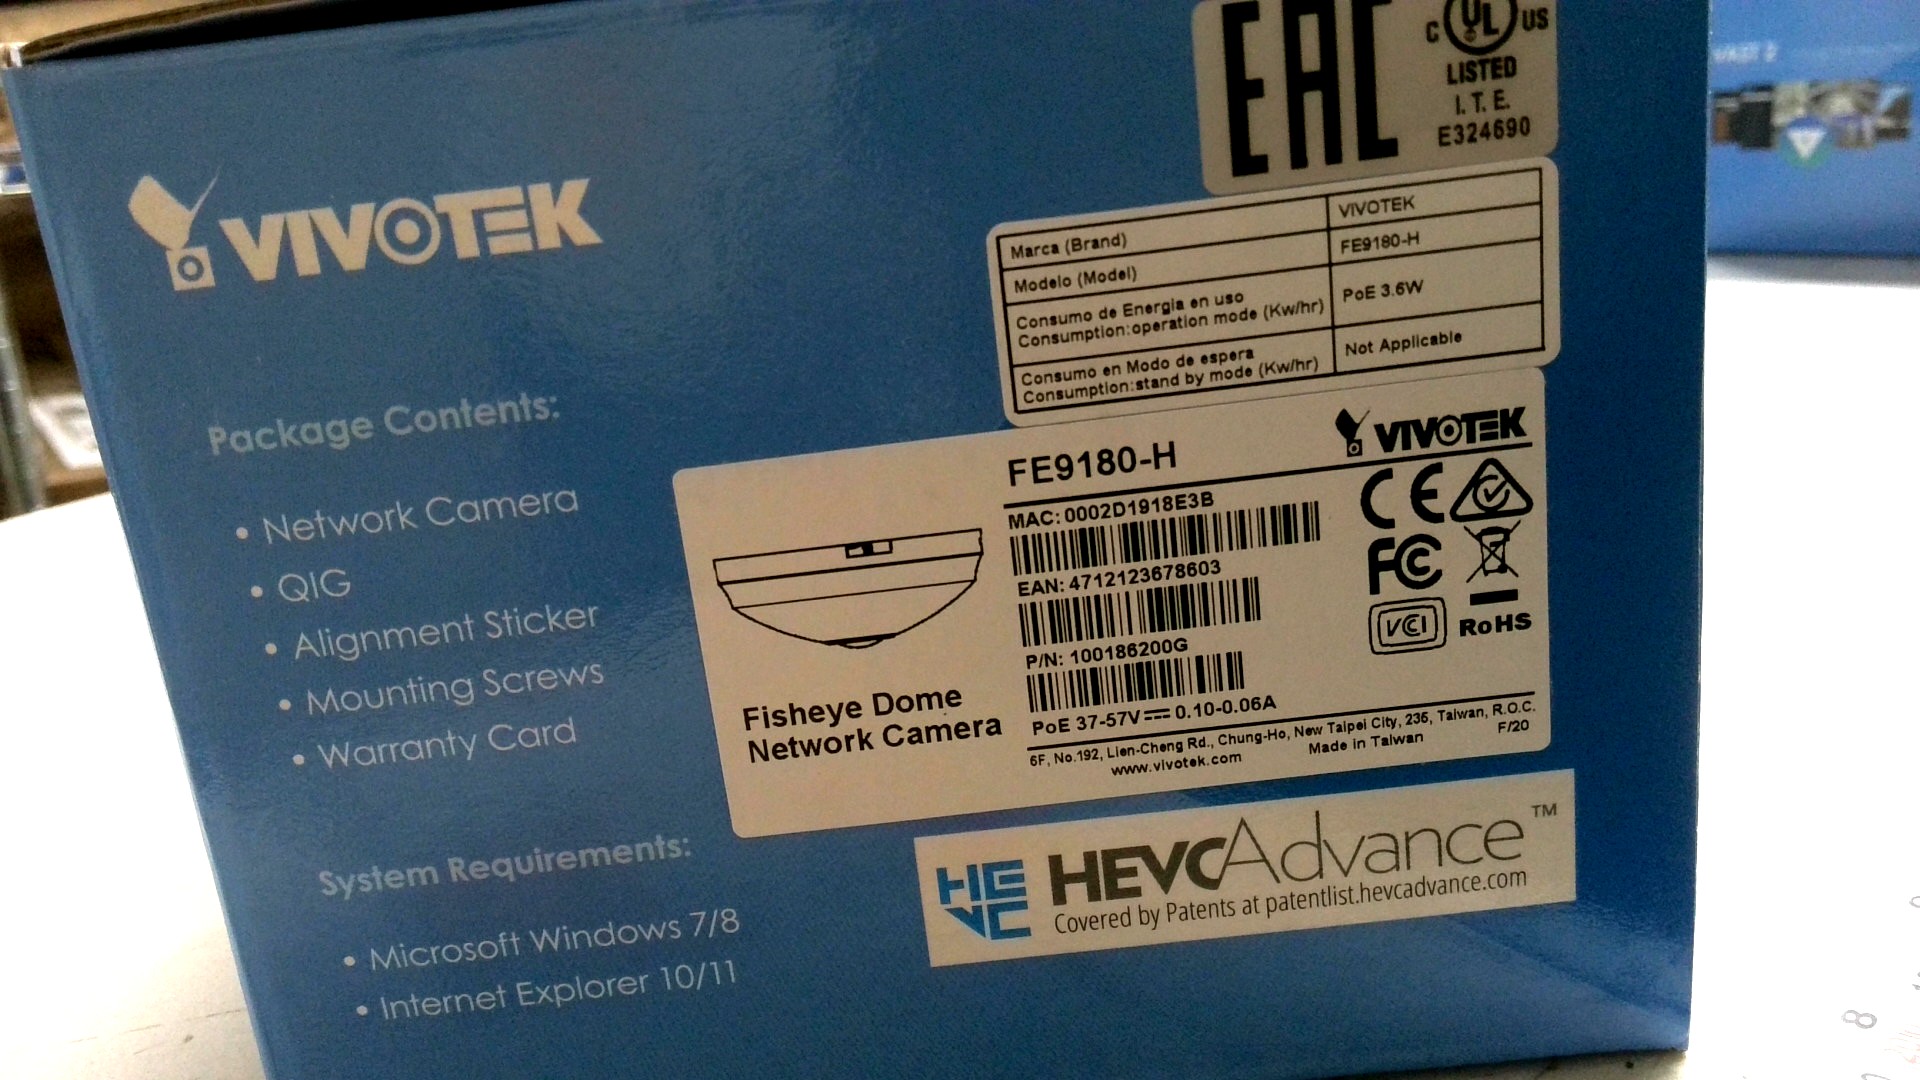 VIVOTEK
Package Contents:
• Network Camera
• QIG
• Alignment Sticker
• Mounting Screws
• Warranty Card
System Requirements:
• Microsoft Windows 7/8
• Internet Explorer 10/11
EAC
C UL US
LISTED
I.T.E.
E324690
Marca (Brand) VIVOTEK
Modelo (Model) FE9180-H
Consumo de Energia en uso
Consumption:operation mode (Kw/hr) PoE 3.6W
Consumo en Modo de espera
Consumption:stand by mode (Kw/hr) Not Applicable
FE9180-H
VIVOTEK
MAC:0002D1918E3B
EAN: 4712123678603
P/N: 100186200G
PoE 37-57V 0.10-0.06A
CE
FC
VCI
RoHS
Fisheye Dome
Network Camera
6F, No.192, Lien-Cheng Rd., Chung-Ho, New Taipei City, 235, Taiwan, R.O.C.
www.vivotek.com Made in Taiwan F/20
HEVC
HEVCAdvance™
Covered by Patents at patentlist.hevcadvance.com
VAST 2
8